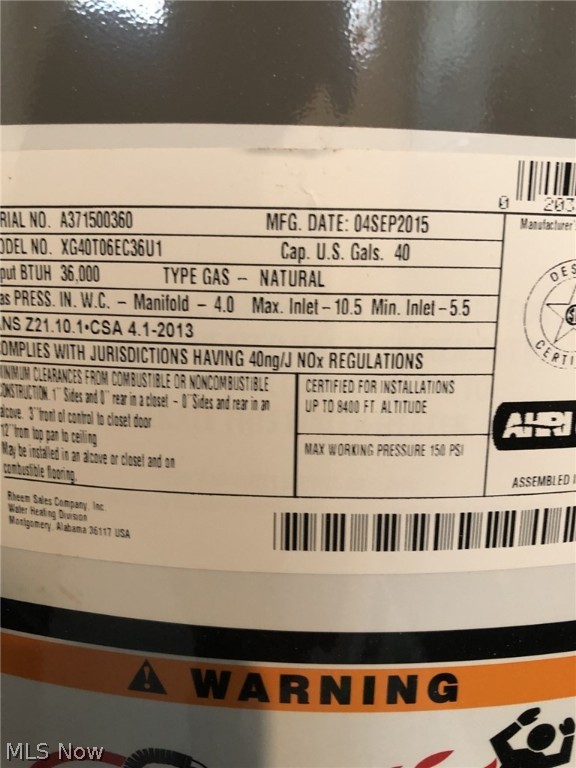 RIAL NO. A371500360 MFG. DATE: 04SEP2015
ODEL NO. XG40T06EC36U1 Cap. U.S. Gals. 40
put BTUH 36,000 TYPE GAS – NATURAL
as PRESS. IN. W.C. – Manifold – 4.0 Max. Inlet – 10.5 Min. Inlet – 5.5
NS Z21.10.1•CSA 4.1-2013
OMPLIES WITH JURISDICTIONS HAVING 40ng/J NOx REGULATIONS
INIMUM CLEARANCES FROM COMBUSTIBLE OR NONCOMBUSTIBLE
ONSTRUCTION. 1" Sides and 0" rear in a closet – 0" Sides and rear in an
alcove. 3" front of control to closet door
12" from top pan to ceiling
May be installed in an alcove or closet and on
combustible flooring.
CERTIFIED FOR INSTALLATIONS
UP TO 8400 FT. ALTITUDE
MAX WORKING PRESSURE 150 PSI
0 203
Manufacturer's
DES
CERTI
AHRI
ASSEMBLED I
Rheem Sales Company, Inc.
Water Heating Division
Montgomery, Alabama 36117 USA
WARNING
MLS Now